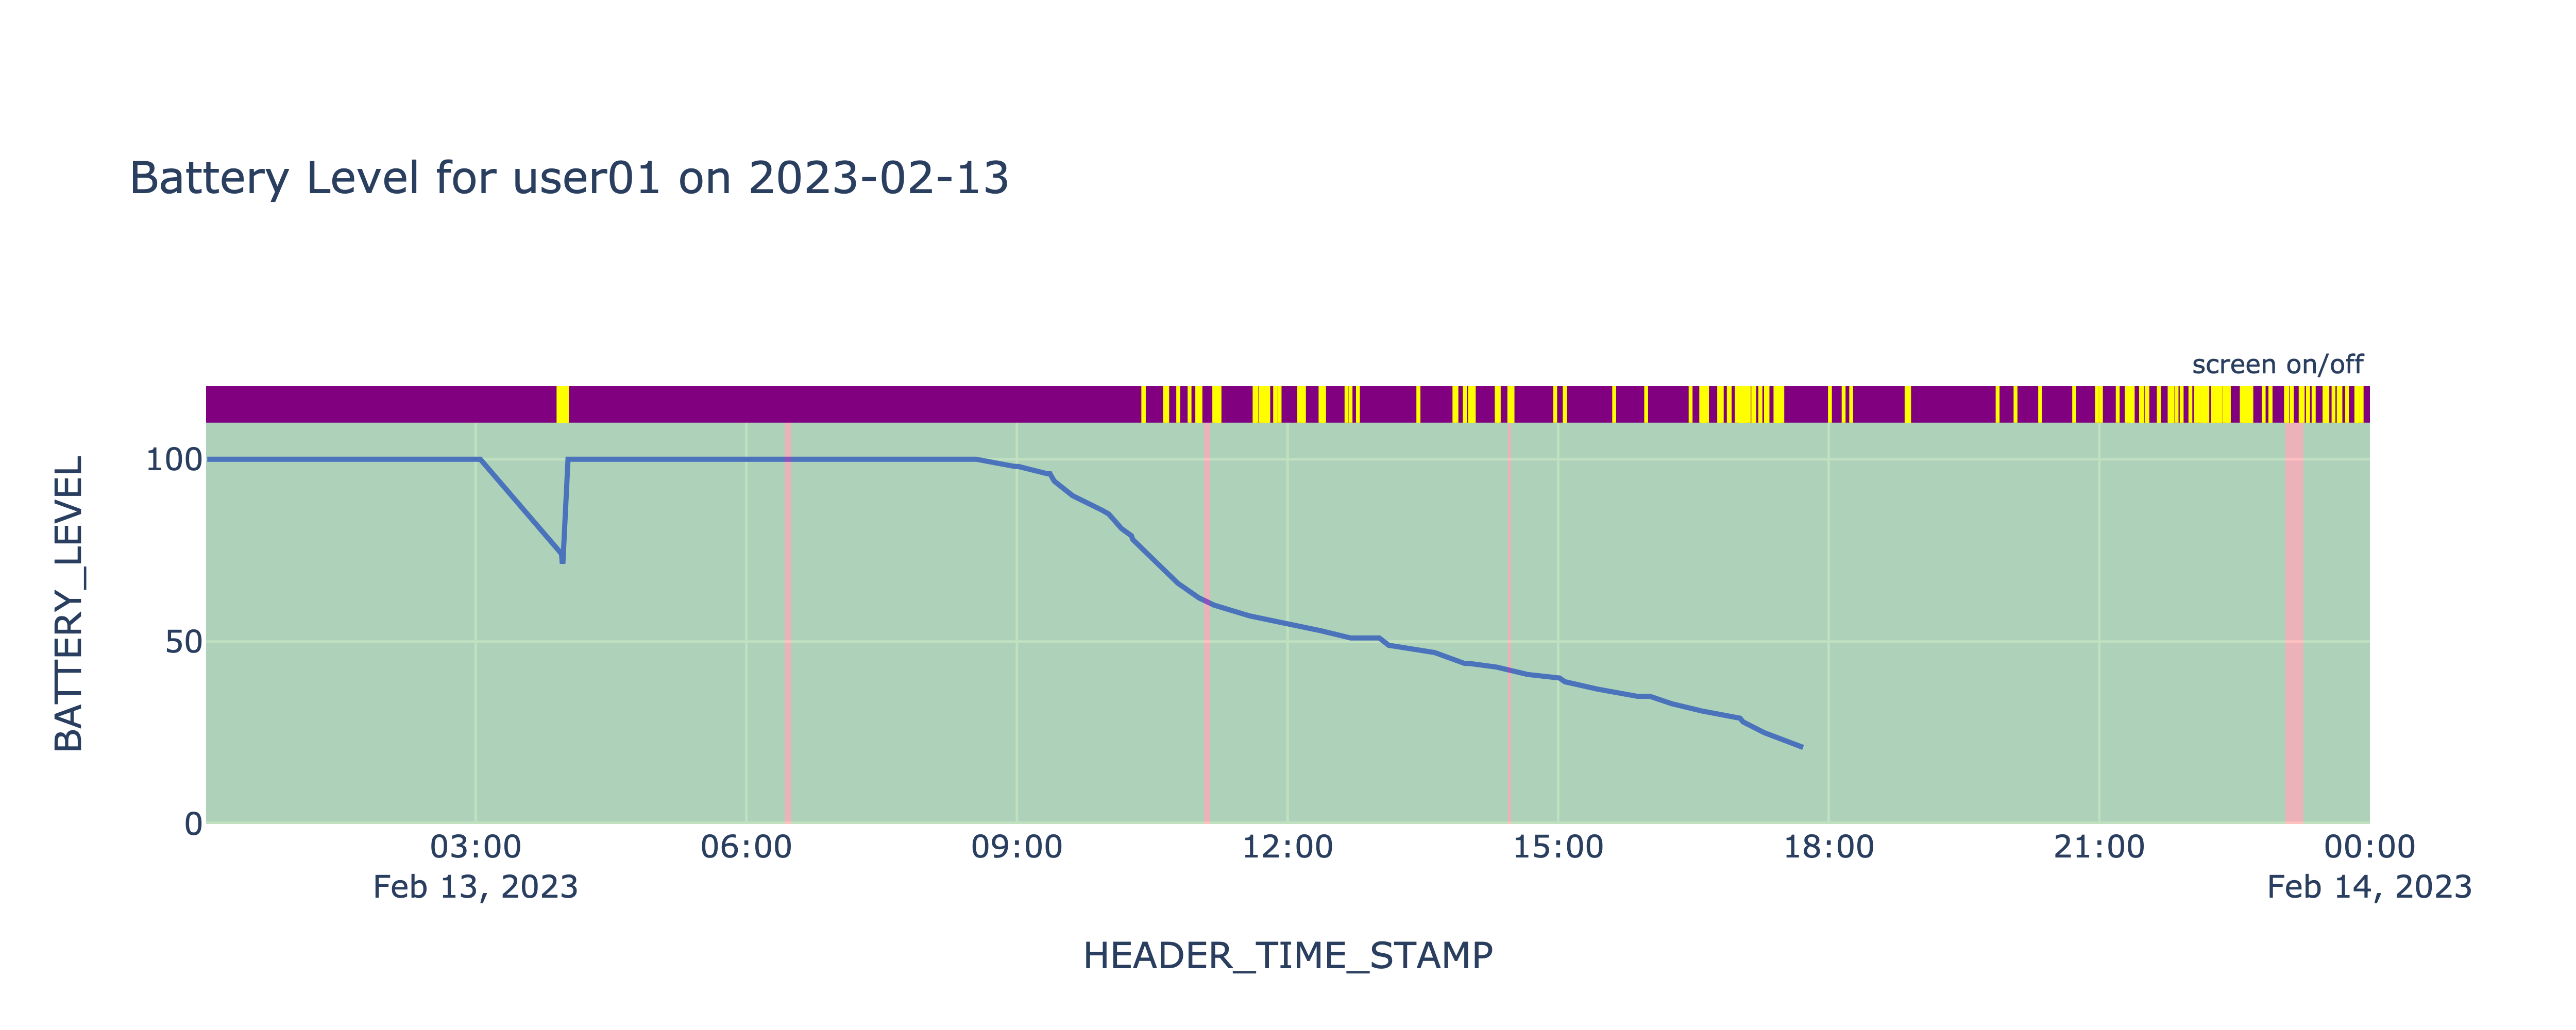 Battery Level for user01 on 2023-02-13
screen on/off
BATTERY_LEVEL
100
50
0
03:00 06:00 09:00 12:00 15:00 18:00 21:00 00:00
Feb 13, 2023 Feb 14, 2023
HEADER_TIME_STAMP